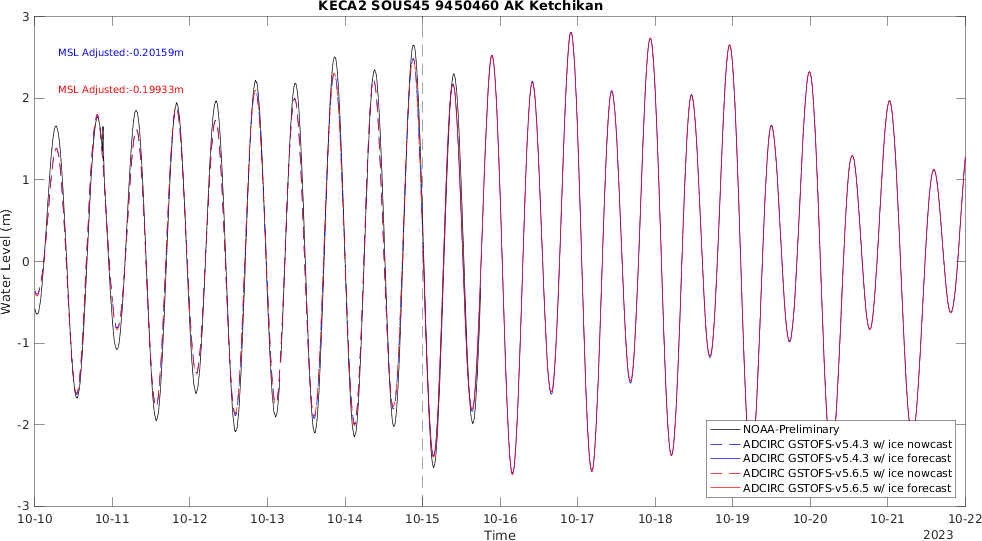 KECA2 SOUS45 9450460 AK Ketchikan
MSL Adjusted:-0.20159m
MSL Adjusted:-0.19933m
Water Level (m)
3
2
1
0
-1
-2
-3
NOAA-Preliminary
ADCIRC GSTOFS-v5.4.3 w/ ice nowcast
ADCIRC GSTOFS-v5.4.3 w/ ice forecast
ADCIRC GSTOFS-v5.6.5 w/ ice nowcast
ADCIRC GSTOFS-v5.6.5 w/ ice forecast
10-10 10-11 10-12 10-13 10-14 10-15 10-16 10-17 10-18 10-19 10-20 10-21 10-22
Time
2023